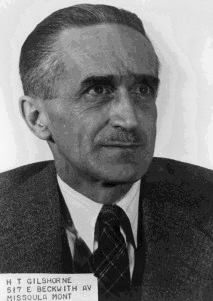 H T GILSHORNE
517 E BECKWITH AV
MISSOULA MONT